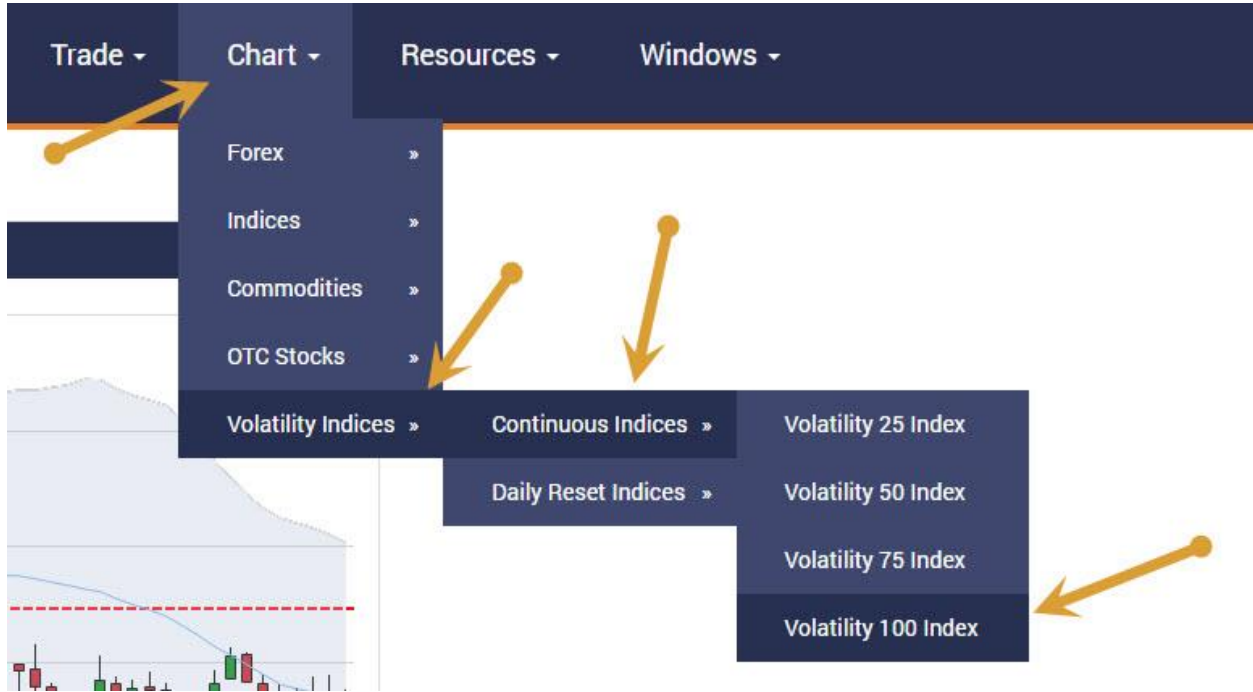 Trade Chart Resources Windows
Forex »
Indices »
Commodities »
OTC Stocks »
Volatility Indices » Continuous Indices » Volatility 25 Index
Daily Reset Indices » Volatility 50 Index
Volatility 75 Index
Volatility 100 Index